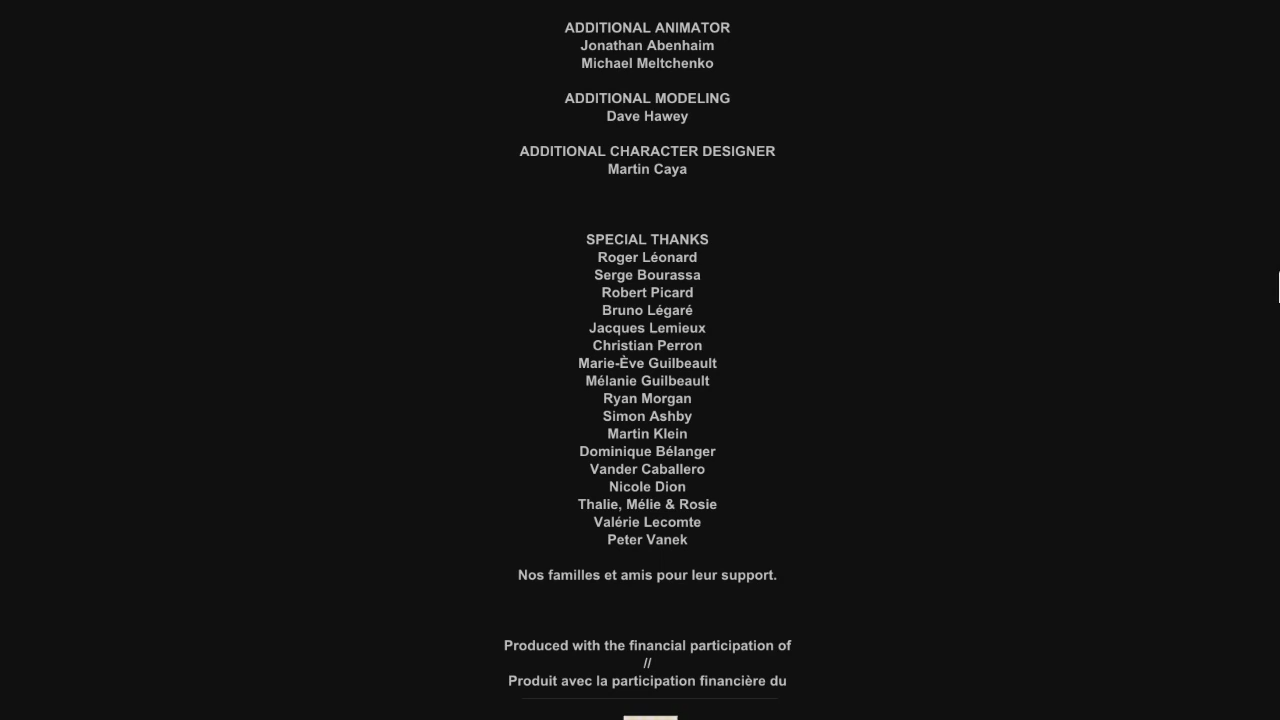 ADDITIONAL ANIMATOR
Jonathan Abenhaim
Michael Meltchenko
ADDITIONAL MODELING
Dave Hawey
ADDITIONAL CHARACTER DESIGNER
Martin Caya
SPECIAL THANKS
Roger Léonard
Serge Bourassa
Robert Picard
Bruno Légaré
Jacques Lemieux
Christian Perron
Marie-Ève Guilbeault
Mélanie Guilbeault
Ryan Morgan
Simon Ashby
Martin Klein
Dominique Bélanger
Vander Caballero
Nicole Dion
Thalie, Mélie & Rosie
Valérie Lecomte
Peter Vanek
Nos familles et amis pour leur support.
Produced with the financial participation of
//
Produit avec la participation financière du